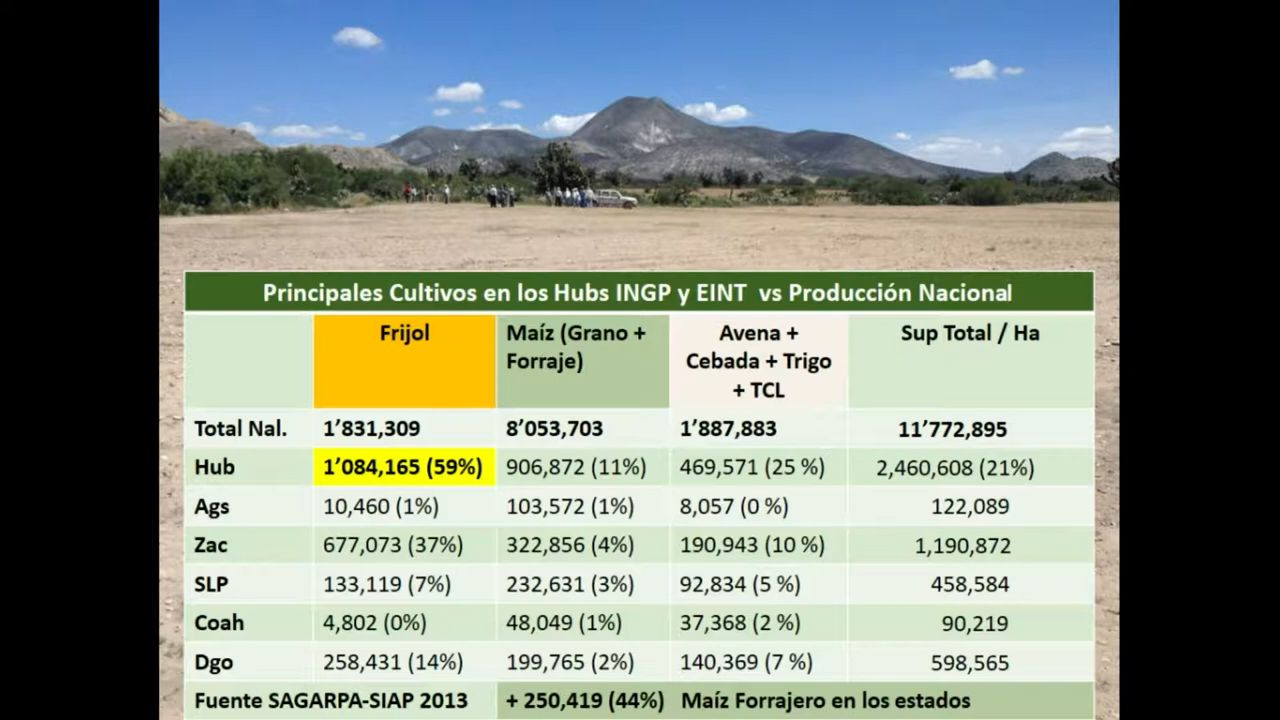 Principales Cultivos en los Hubs INGP y EINT vs Producción Nacional
Frijol Maíz (Grano + Forraje) Avena + Cebada + Trigo + TCL Sup Total / Ha
Total Nal. 1’831,309 8’053,703 1’887,883 11’772,895
Hub 1’084,165 (59%) 906,872 (11%) 469,571 (25 %) 2,460,608 (21%)
Ags 10,460 (1%) 103,572 (1%) 8,057 (0 %) 122,089
Zac 677,073 (37%) 322,856 (4%) 190,943 (10 %) 1,190,872
SLP 133,119 (7%) 232,631 (3%) 92,834 (5 %) 458,584
Coah 4,802 (0%) 48,049 (1%) 37,368 (2 %) 90,219
Dgo 258,431 (14%) 199,765 (2%) 140,369 (7 %) 598,565
Fuente SAGARPA-SIAP 2013 + 250,419 (44%) Maíz Forrajero en los estados